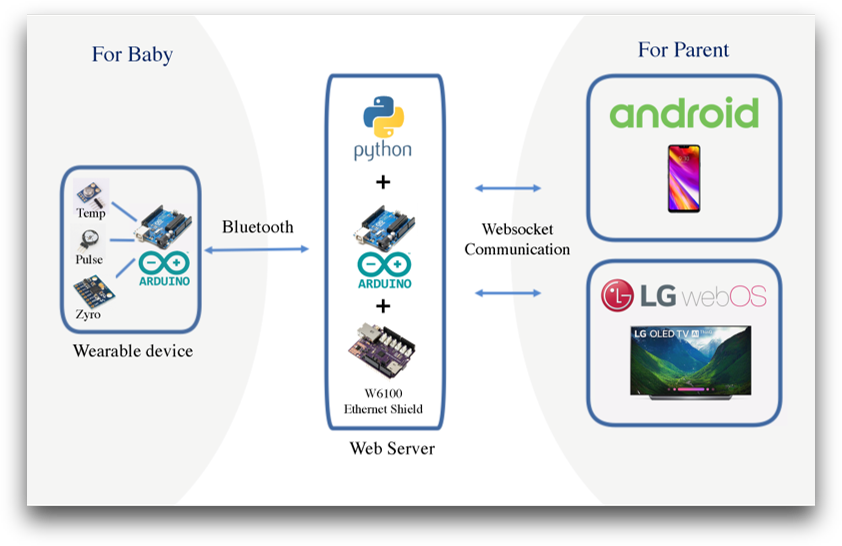 For Baby
Temp
Pulse
Zyro
ARDUINO
Wearable device
Bluetooth
python
+
ARDUINO
+
W6100
Ethernet Shield
Web Server
Websocket
Communication
For Parent
android
LG webOS
LG OLED TV AI